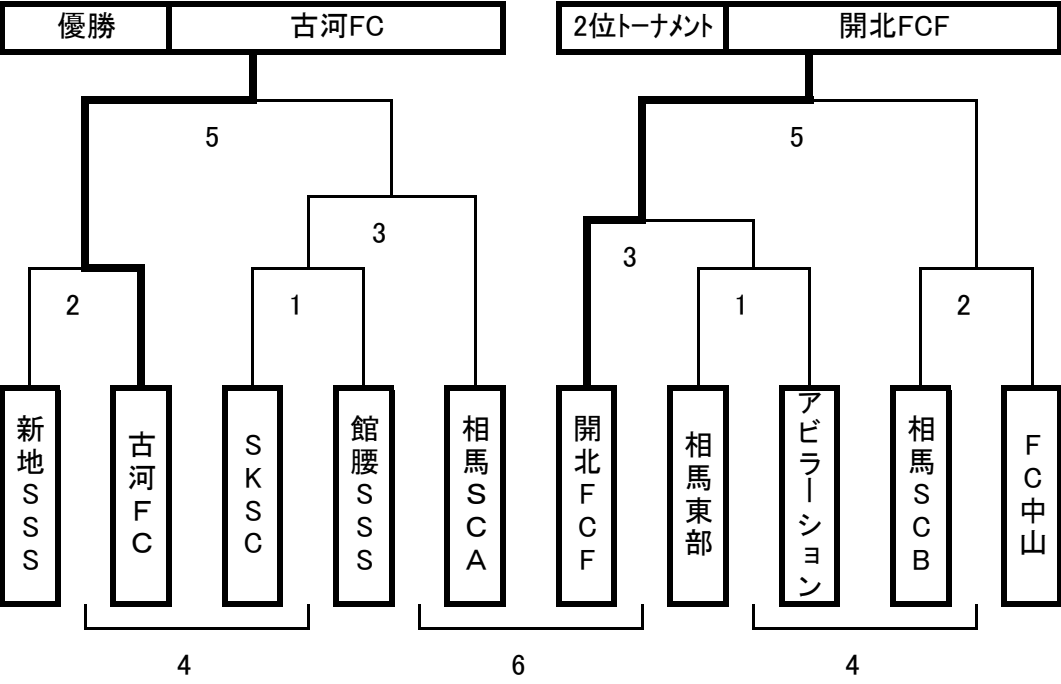 優勝 古河FC 2位トーナメント 開北FCF
5 5
3
3
2 1 1 2
新地SSS
古河FC
SKSC
館腰SSS
相馬SCA
開北FCF
相馬東部
アビラーション
相馬SCB
FC中山
4 6 4